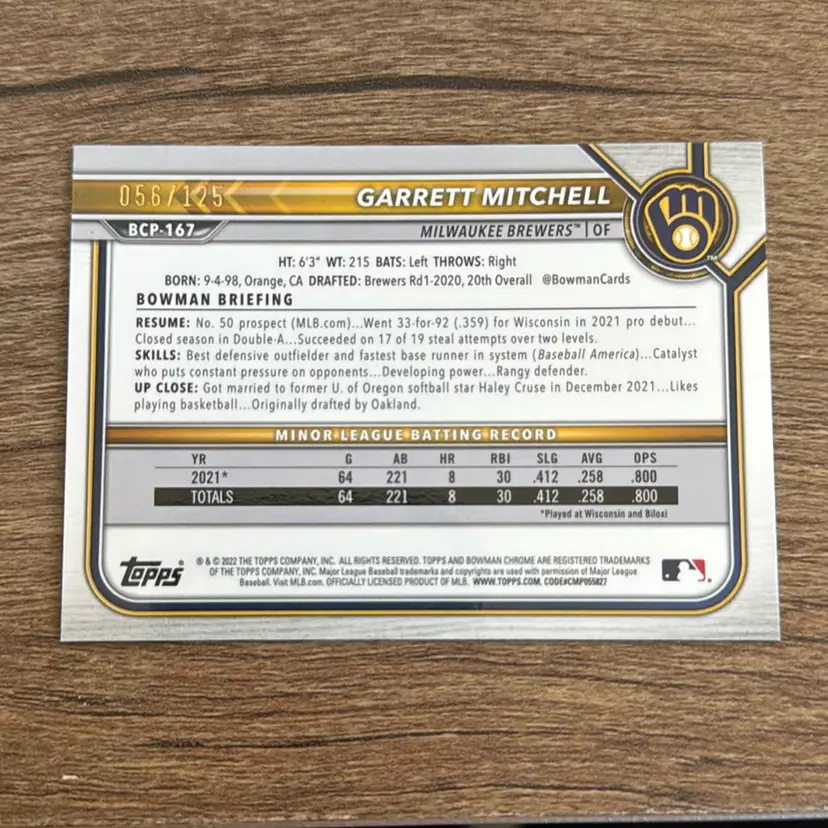 056/125
GARRETT MITCHELL
BCP-167
MILWAUKEE BREWERS™ | OF
HT: 6'3" WT: 215 BATS: Left THROWS: Right
BORN: 9-4-98, Orange, CA DRAFTED: Brewers Rd1-2020, 20th Overall @BowmanCards
BOWMAN BRIEFING
RESUME: No. 50 prospect (MLB.com)...Went 33-for-92 (.359) for Wisconsin in 2021 pro debut...
Closed season in Double-A...Succeeded on 17 of 19 steal attempts over two levels.
SKILLS: Best defensive outfielder and fastest base runner in system (Baseball America)...Catalyst
who puts constant pressure on opponents...Developing power...Rangy defender.
UP CLOSE: Got married to former U. of Oregon softball star Haley Cruse in December 2021...Likes
playing basketball...Originally drafted by Oakland.
MINOR LEAGUE BATTING RECORD
YR G AB HR RBI SLG AVG OPS
2021* 64 221 8 30 .412 .258 .800
TOTALS 64 221 8 30 .412 .258 .800
*Played at Wisconsin and Biloxi
Topps®
® & © 2022 THE TOPPS COMPANY, INC. ALL RIGHTS RESERVED. TOPPS AND BOWMAN CHROME ARE REGISTERED TRADEMARKS
OF THE TOPPS COMPANY, INC. Major League Baseball trademarks and copyrights are used with permission of Major League
Baseball. Visit MLB.com. OFFICIALLY LICENSED PRODUCT OF MLB. WWW.TOPPS.COM. CODE#CMP055827